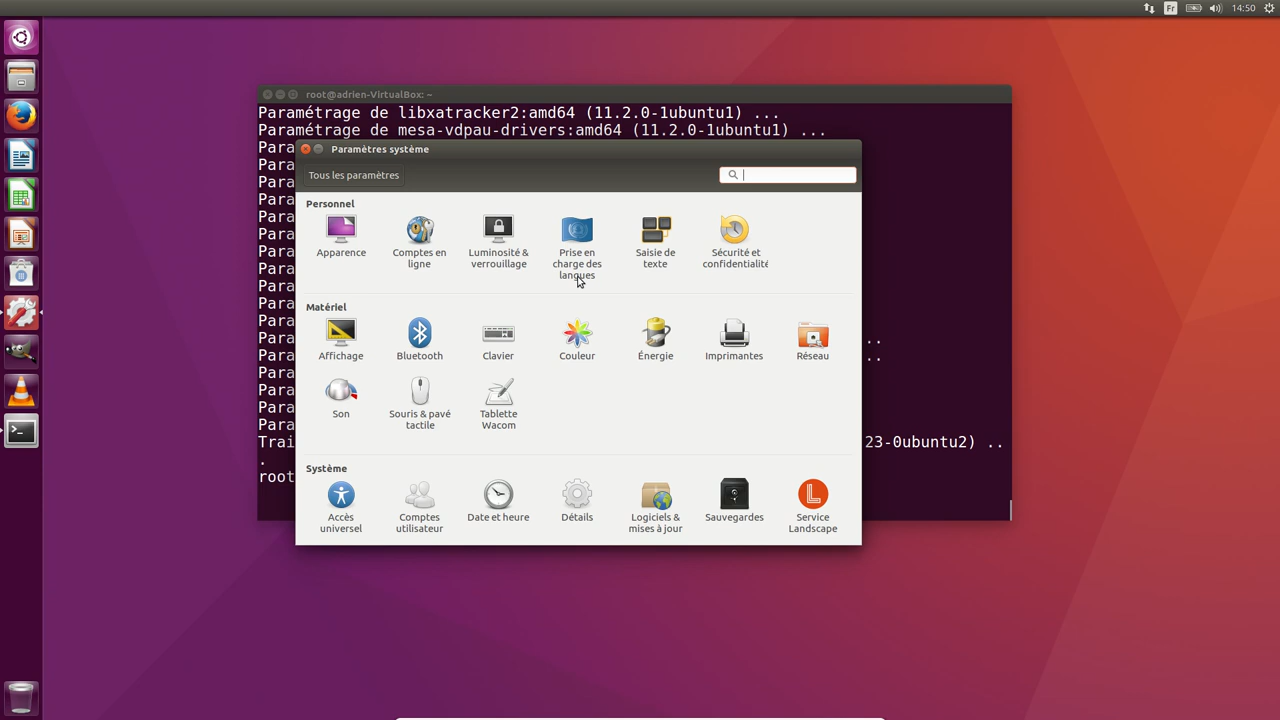 Fr
14:50
root@adrien-VirtualBox: ~
Paramétrage de libxatracker2:amd64 (11.2.0-1ubuntu1) ...
Paramétrage de mesa-vdpau-drivers:amd64 (11.2.0-1ubuntu1) ...
Para
Para
Para
Para
Para
Para
Para
Para
Para
Para
Para
Para
..
Para
..
Para
Para
Para
Para
Trai
23-0ubuntu2) ..
.
root
Paramètres système
Tous les paramètres
Personnel
Apparence
Comptes en
ligne
Luminosité &
verrouillage
Prise en
charge des
langues
Saisie de
texte
Sécurité et
confidentialité
Matériel
Affichage
Bluetooth
Clavier
Couleur
Énergie
Imprimantes
Réseau
Son
Souris & pavé
tactile
Tablette
Wacom
Système
Accès
universel
Comptes
utilisateur
Date et heure
Détails
Logiciels &
mises à jour
Sauvegardes
Service
Landscape